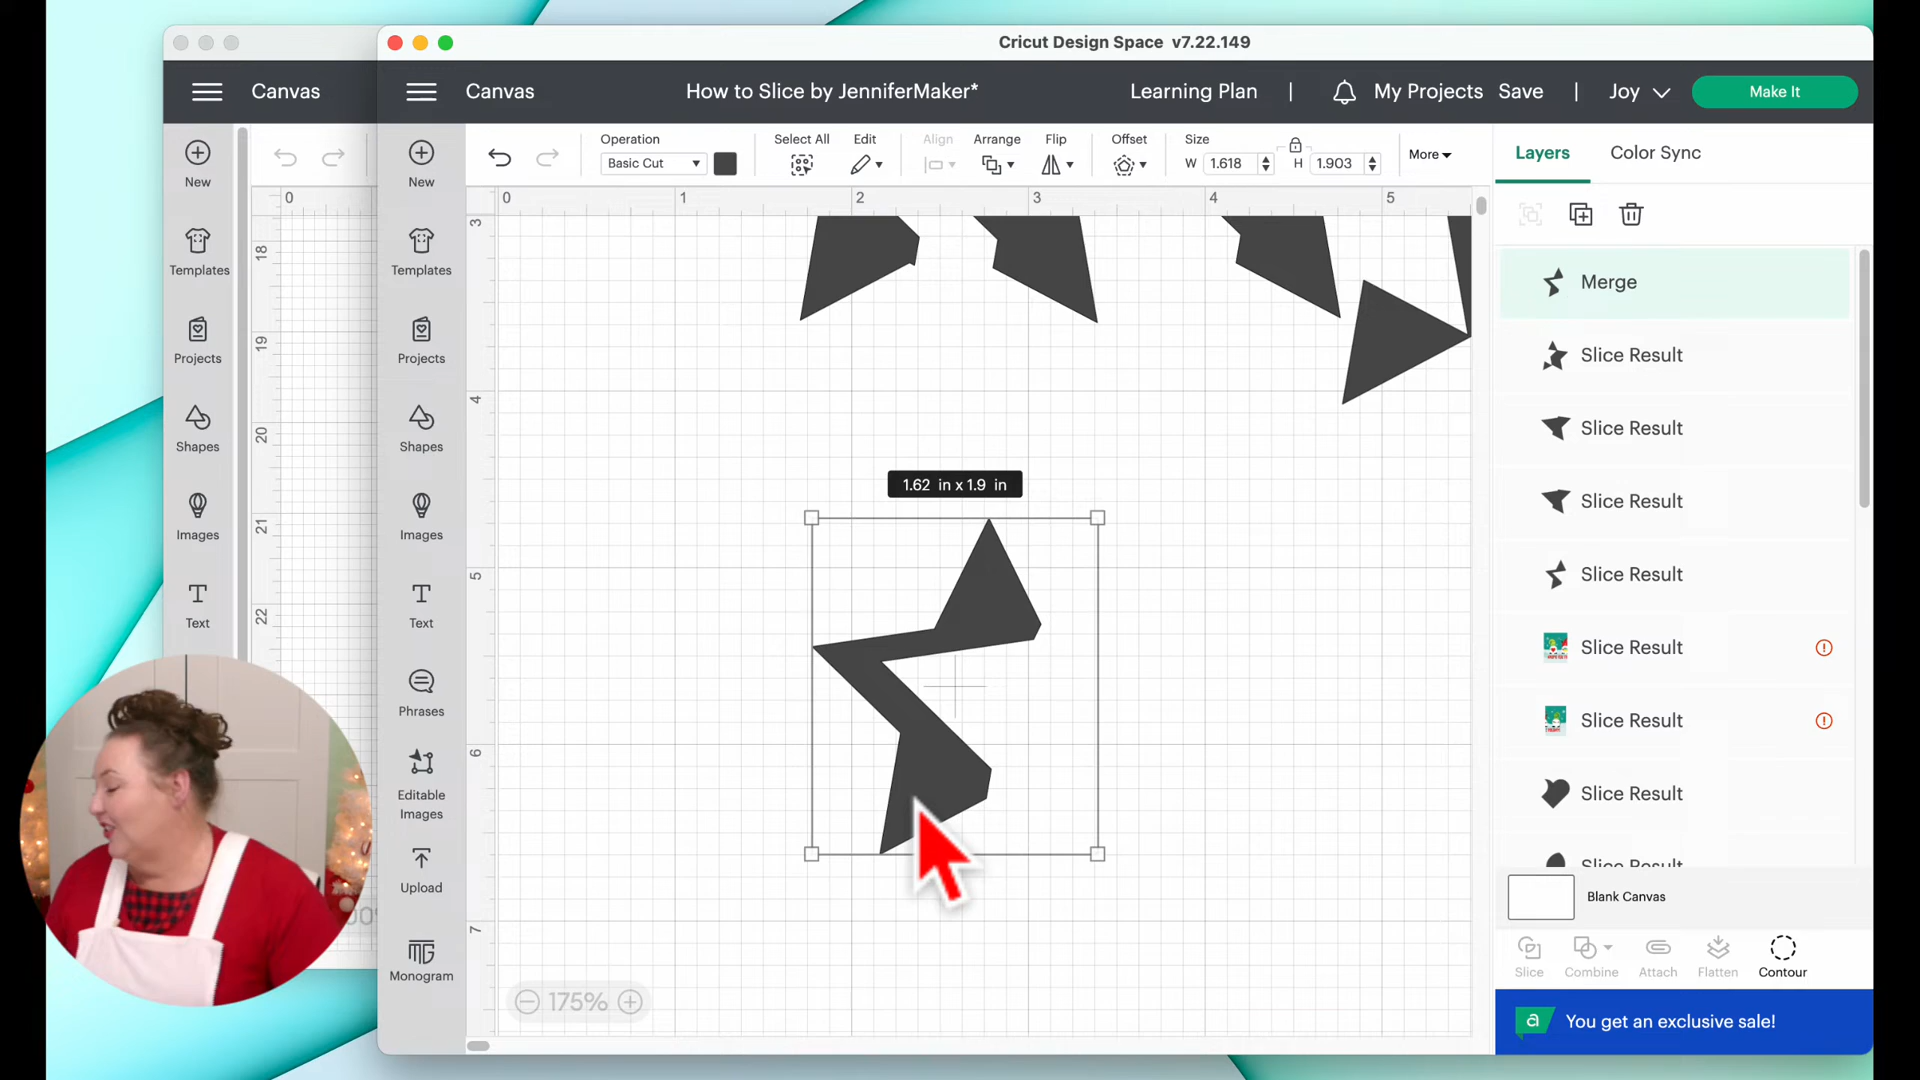 Cricut Design Space v7.22.149
Canvas
Canvas
How to Slice by JenniferMaker*
Learning Plan
|
My Projects
Save
|
Joy
Make It
Operation
Basic Cut
Select All
Edit
Align
Arrange
Flip
Offset
Size
W 1.618
H 1.903
More
Layers
Color Sync
New
Templates
Projects
Shapes
Images
Text
New
Templates
Projects
Shapes
Images
Text
Phrases
Editable
Images
Upload
Monogram
0
18
19
20
21
22
0 1 2 3 4 5
3
4
5
6
7
1.62 in x 1.9 in
175%
Merge
Slice Result
Slice Result
Slice Result
Slice Result
Slice Result
Slice Result
Slice Result
Slice Result
Blank Canvas
Slice
Combine
Attach
Flatten
Contour
a
You get an exclusive sale!